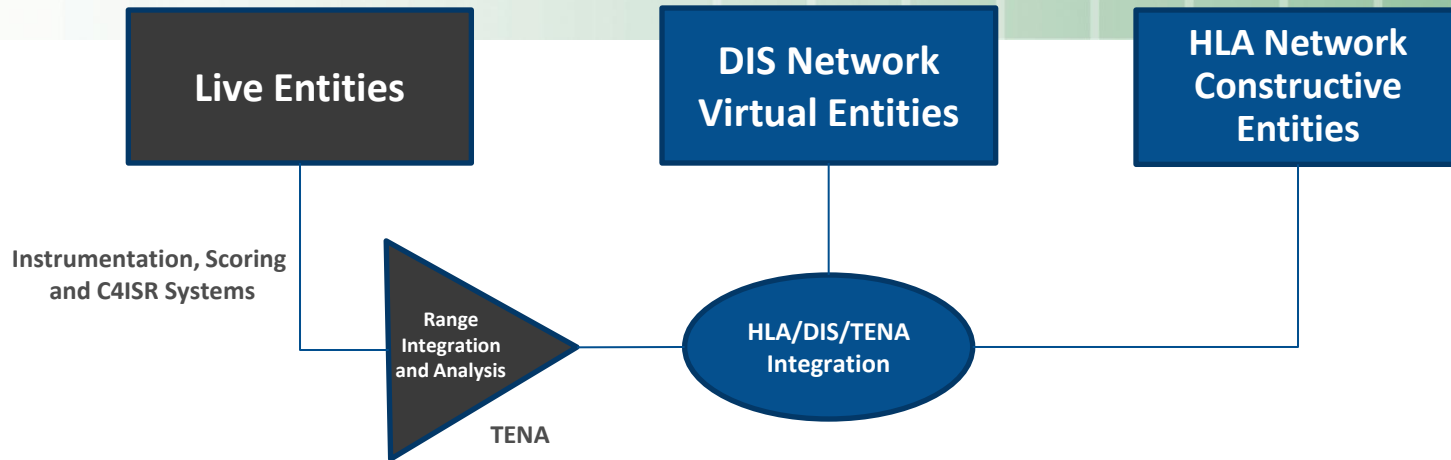 Live Entities
DIS Network
Virtual Entities
HLA Network
Constructive
Entities
Instrumentation, Scoring
and C4ISR Systems
Range
Integration
and Analysis
HLA/DIS/TENA
Integration
TENA